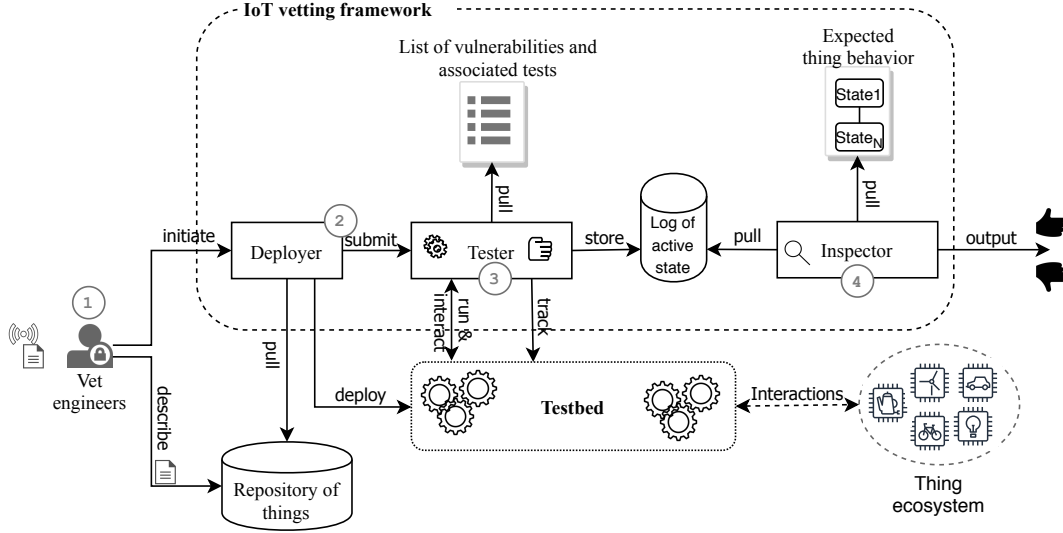 IoT vetting framework
List of vulnerabilities and
associated tests
Expected
thing behavior
State1
StateN
pull
pull
2
initiate
Deployer
submit
Tester
store
Log of
active
state
pull
Inspector
output
3
4
1
run &
interact
track
pull
Vet
engineers
describe
deploy
Testbed
Interactions
Repository of
things
Thing
ecosystem